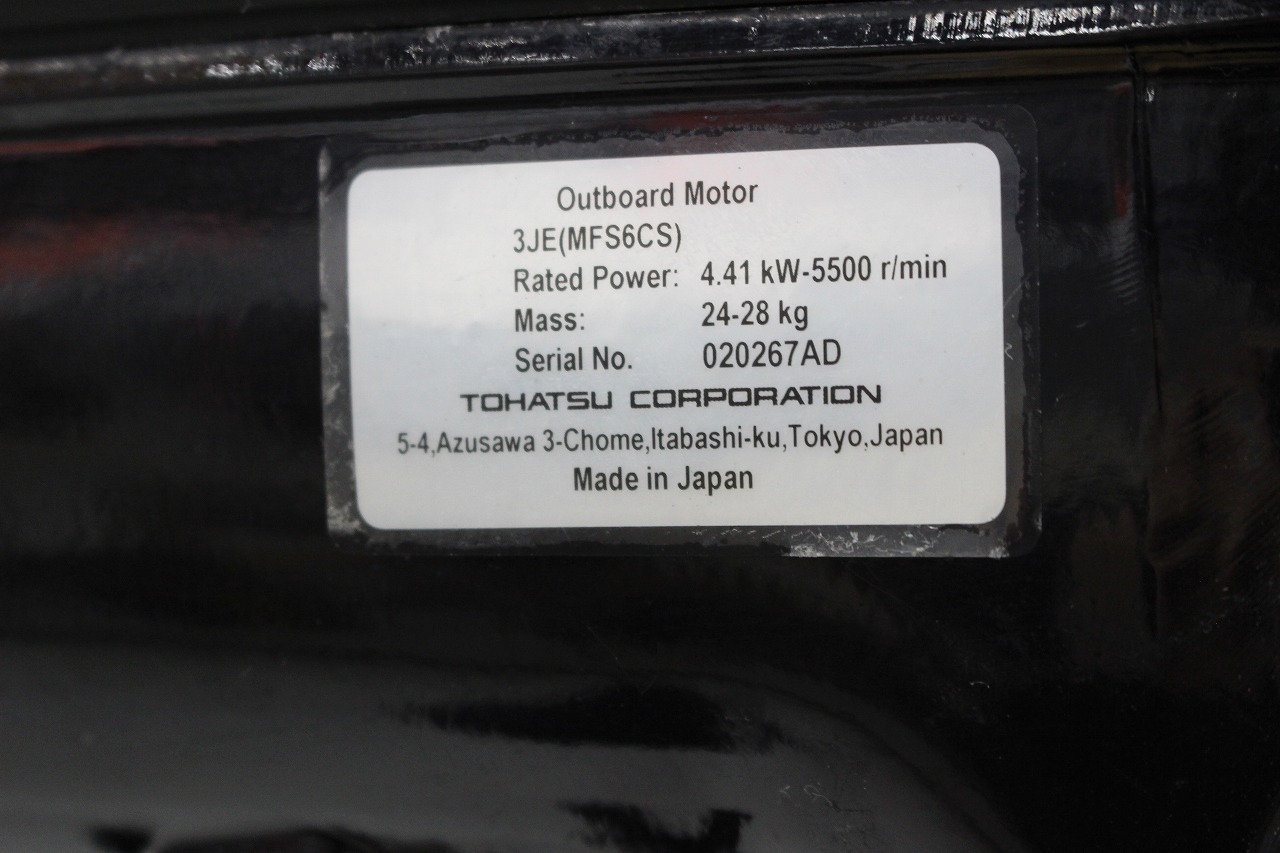 Outboard Motor
3JE(MFS6CS)
Rated Power: 4.41 kW-5500 r/min
Mass: 24-28 kg
Serial No. 020267AD
TOHATSU CORPORATION
5-4,Azusawa 3-Chome,Itabashi-ku,Tokyo,Japan
Made in Japan